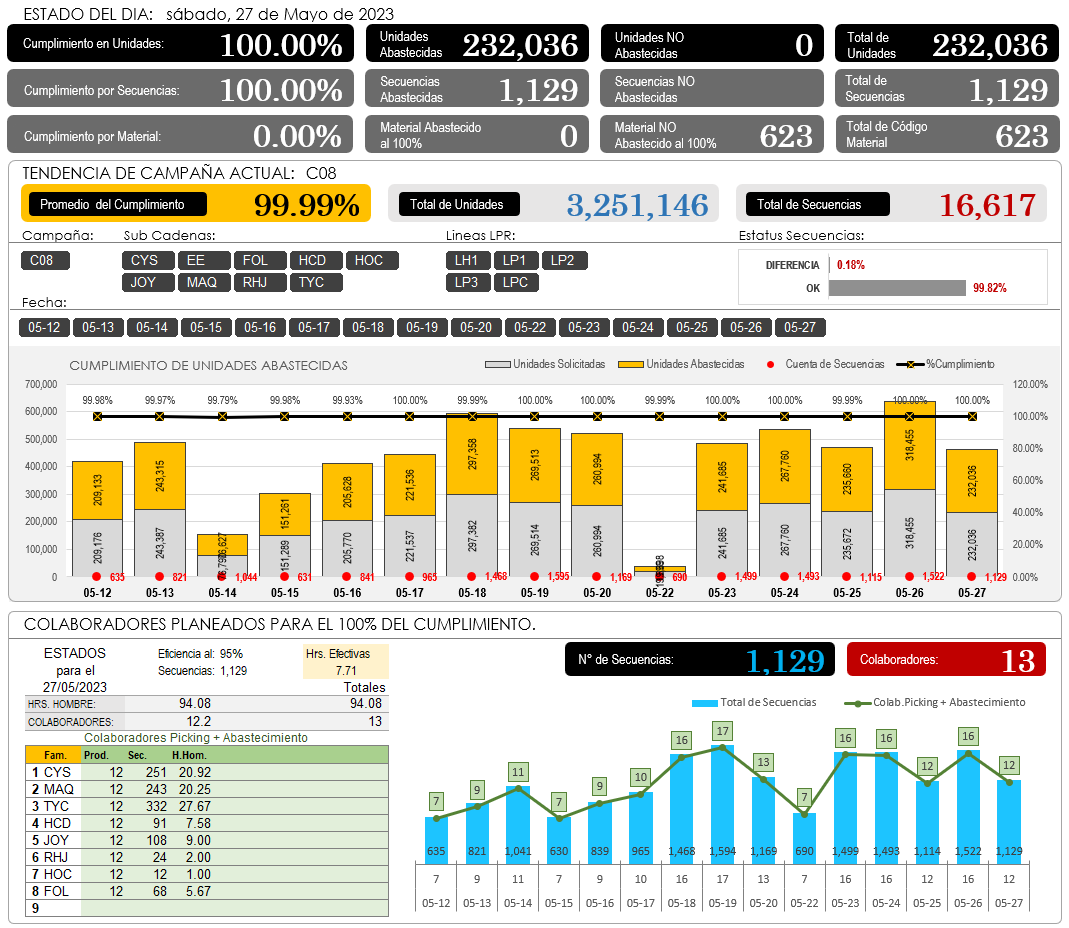 ESTADO DEL DIA: sábado, 27 de Mayo de 2023
Cumplimiento en Unidades: 100.00%
Unidades Abastecidas 232,036
Unidades NO Abastecidas 0
Total de Unidades 232,036
Cumplimiento por Secuencias: 100.00%
Secuencias Abastecidas 1,129
Secuencias NO Abastecidas
Total de Secuencias 1,129
Cumplimiento por Material: 0.00%
Material Abastecido al 100% 0
Material NO Abastecido al 100% 623
Total de Código Material 623
TENDENCIA DE CAMPAÑA ACTUAL: C08
Promedio del Cumplimiento 99.99%
Total de Unidades 3,251,146
Total de Secuencias 16,617
Campaña: Sub Cadenas: Lineas LPR: Estatus Secuencias:
C08 CYS EE FOL HCD HOC LH1 LP1 LP2
JOY MAQ RHJ TYC LP3 LPC
DIFERENCIA 0.18%
OK 99.82%
Fecha:
05-12 05-13 05-14 05-15 05-16 05-17 05-18 05-19 05-20 05-22 05-23 05-24 05-25 05-26 05-27
CUMPLIMIENTO DE UNIDADES ABASTECIDAS
Unidades Solicitadas Unidades Abastecidas Cuenta de Secuencias %Cumplimiento
700,000
600,000
500,000
400,000
300,000
200,000
100,000
0
120.00%
100.00%
80.00%
60.00%
40.00%
20.00%
0.00%
99.98% 99.97% 99.79% 99.98% 99.93% 100.00% 99.99% 100.00% 100.00% 99.99% 100.00% 100.00% 99.99% 100.00% 100.00%
209,133 243,315 151,261 205,628 221,536 297,358 269,513 260,994 241,685 267,760 235,660 318,455 232,036
209,176 243,387 151,289 205,770 221,537 297,382 269,514 260,994 241,685 267,760 235,672 318,455 232,036
635 821 1,044 631 841 965 1,468 1,595 1,169 690 1,499 1,493 1,115 1,522 1,129
05-12 05-13 05-14 05-15 05-16 05-17 05-18 05-19 05-20 05-22 05-23 05-24 05-25 05-26 05-27
COLABORADORES PLANEADOS PARA EL 100% DEL CUMPLIMIENTO.
ESTADOS para el 27/05/2023
Eficiencia al: 95%
Secuencias: 1,129
Hrs. Efectivas
7.71
Totales
HRS. HOMBRE: 94.08 94.08
COLABORADORES: 12.2 13
Colaboradores Picking + Abastecimiento
Fam. Prod. Sec. H.Hom.
1 CYS 12 251 20.92
2 MAQ 12 243 20.25
3 TYC 12 332 27.67
4 HCD 12 91 7.58
5 JOY 12 108 9.00
6 RHJ 12 24 2.00
7 HOC 12 12 1.00
8 FOL 12 68 5.67
9
N° de Secuencias: 1,129
Colaboradores: 13
Total de Secuencias Colab.Picking + Abastecimiento
7 9 11 7 9 10 16 17 13 7 16 16 12 16 12
635 821 1,041 630 839 965 1,468 1,594 1,169 690 1,499 1,493 1,114 1,522 1,129
7 9 11 7 9 10 16 17 13 7 16 16 12 16 12
05-12 05-13 05-14 05-15 05-16 05-17 05-18 05-19 05-20 05-22 05-23 05-24 05-25 05-26 05-27